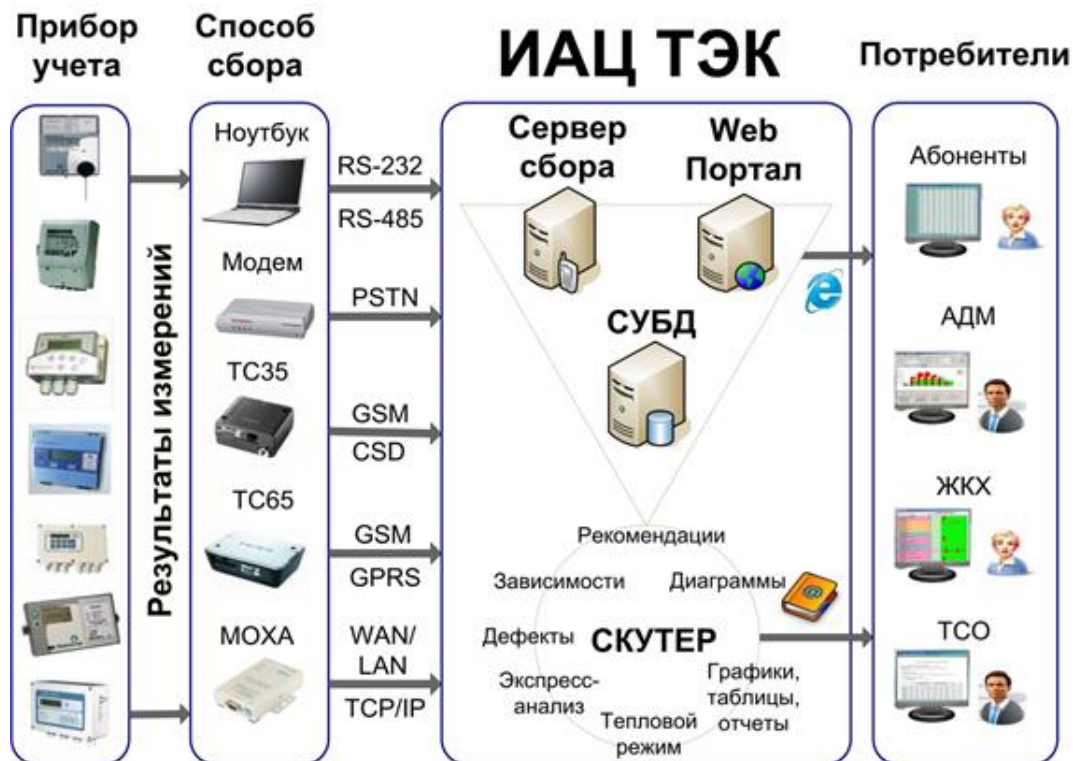 Прибор
учета
Способ
сбора
ИАЦ ТЭК
Потребители
Результаты измерений
Ноутбук
RS-232
RS-485
Модем
PSTN
TC35
GSM
CSD
TC65
GSM
GPRS
MOXA
WAN/
LAN
TCP/IP
Сервер
сбора
Web
Портал
СУБД
Рекомендации
Зависимости
Диаграммы
Дефекты
СКУТЕР
Экспресс-
анализ
Графики,
таблицы,
отчеты
Тепловой
режим
Абоненты
АДМ
ЖКХ
ТСО